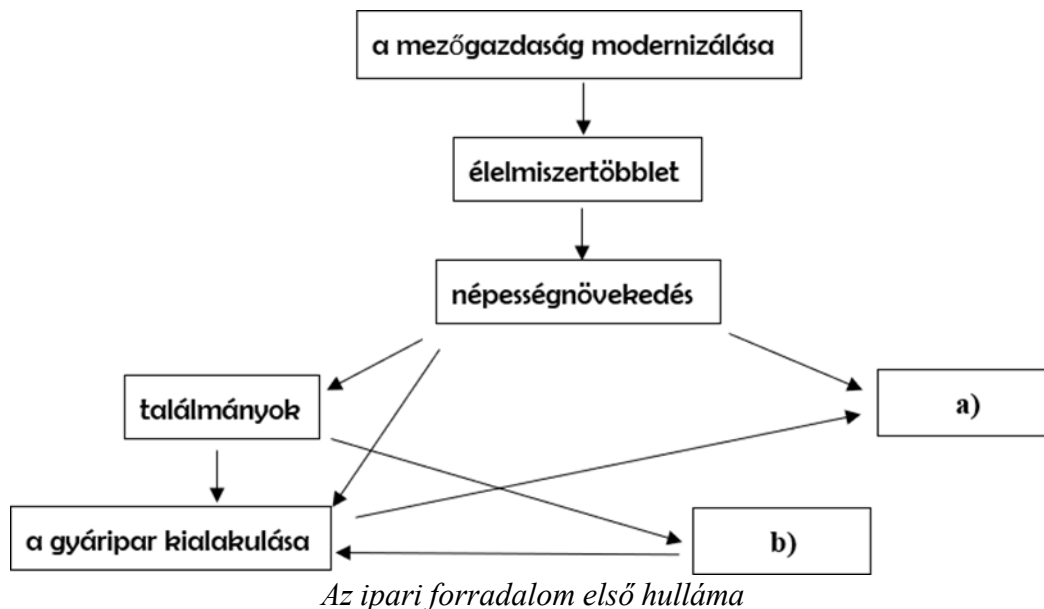 a mezőgazdaság modernizálása
élelmiszertöbblet
népességnövekedés
találmányok
a)
a gyáripar kialakulása
b)
Az ipari forradalom első hulláma